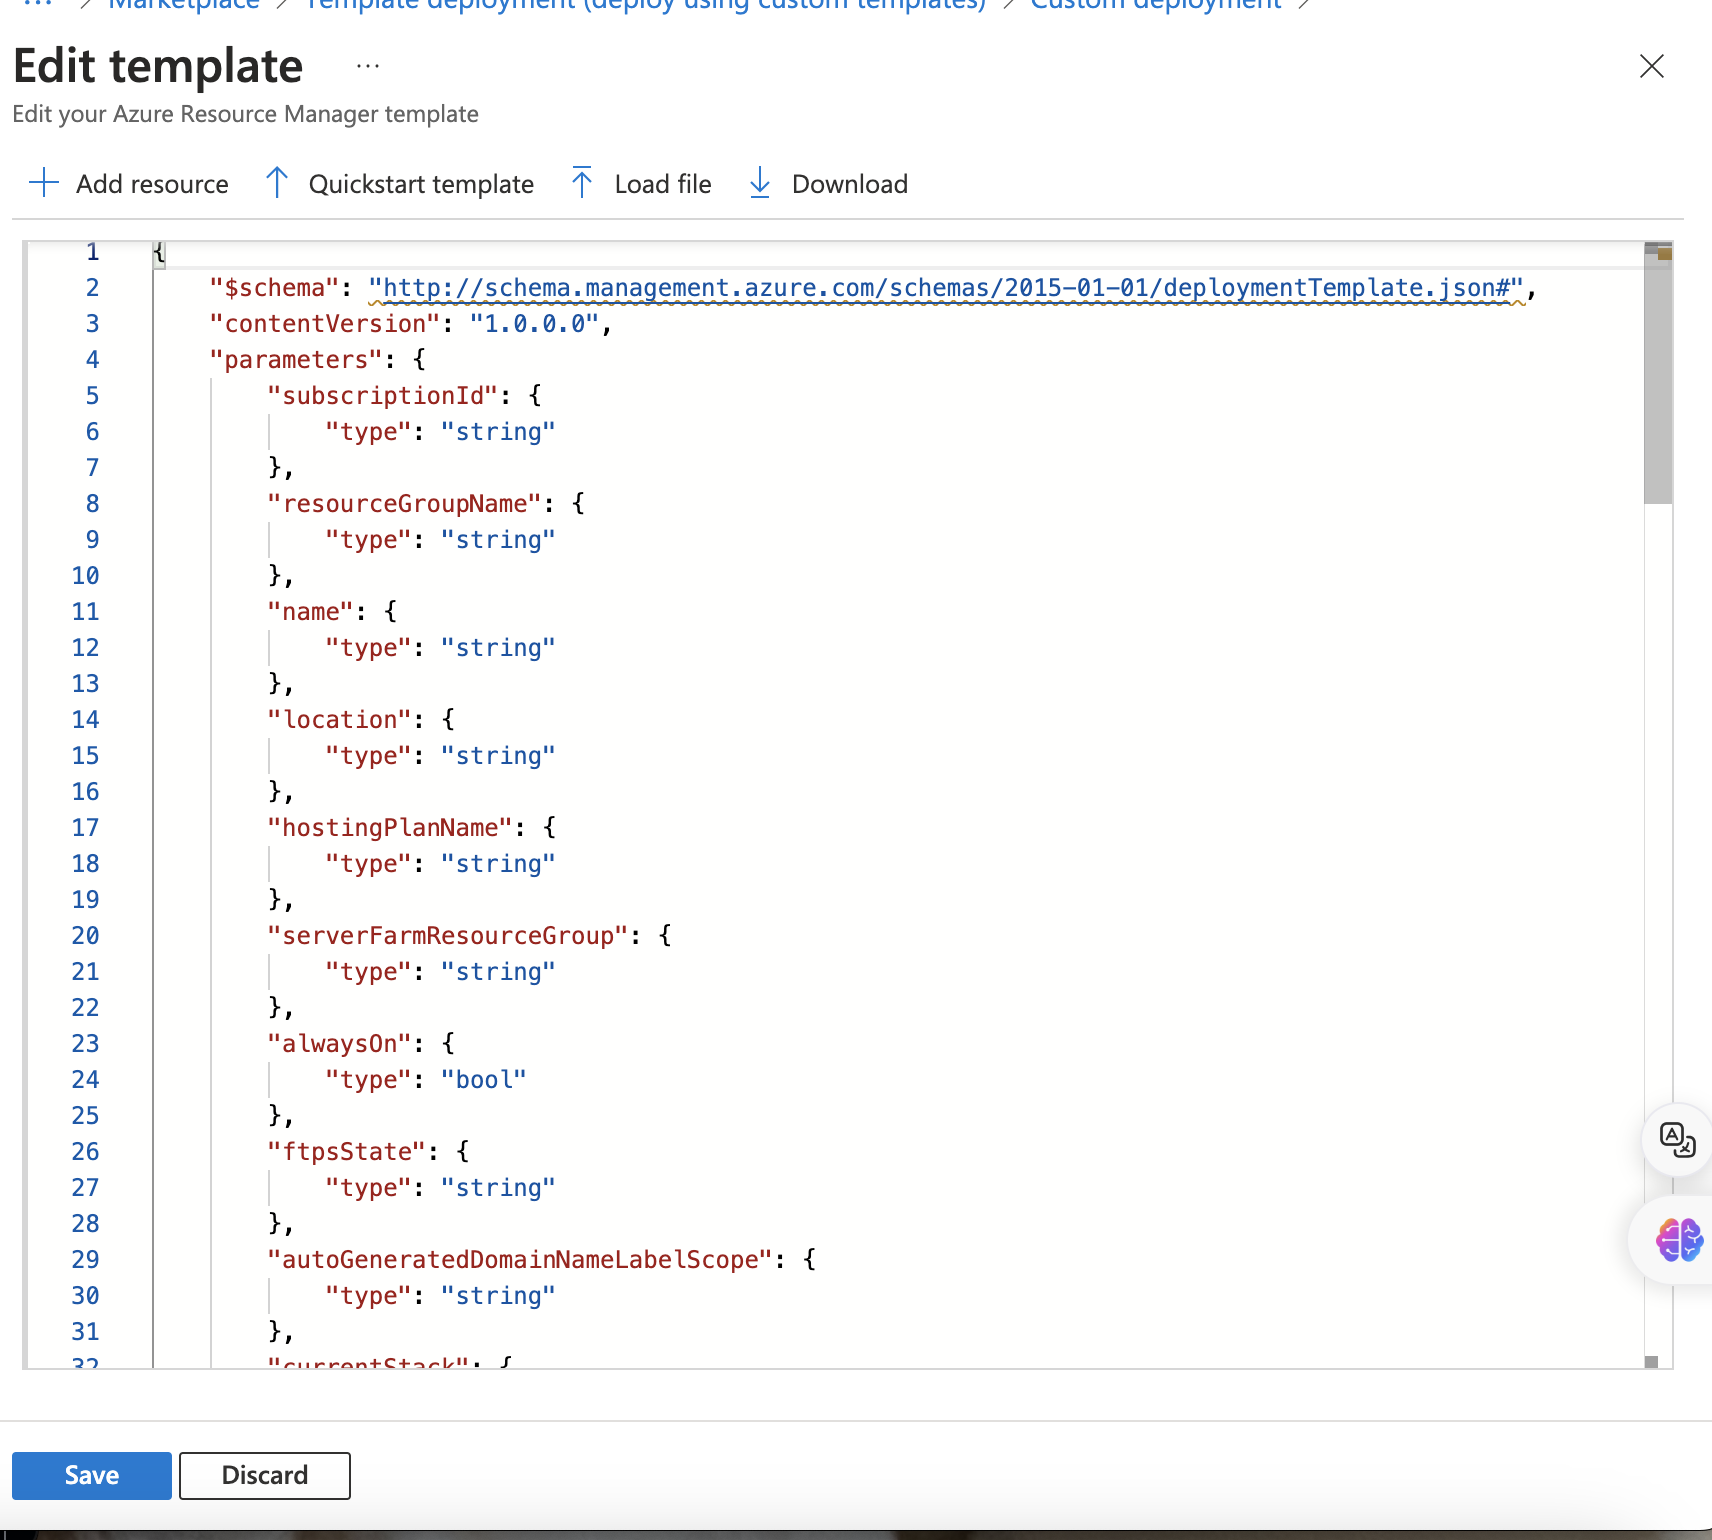 Marketplace > Template deployment (deploy using custom templates) > Custom deployment >
Edit template ...
Edit your Azure Resource Manager template
Add resource Quickstart template Load file Download
1 {
2 "$schema": "http://schema.management.azure.com/schemas/2015-01-01/deploymentTemplate.json#",
3 "contentVersion": "1.0.0.0",
4 "parameters": {
5 "subscriptionId": {
6 "type": "string"
7 },
8 "resourceGroupName": {
9 "type": "string"
10 },
11 "name": {
12 "type": "string"
13 },
14 "location": {
15 "type": "string"
16 },
17 "hostingPlanName": {
18 "type": "string"
19 },
20 "serverFarmResourceGroup": {
21 "type": "string"
22 },
23 "alwaysOn": {
24 "type": "bool"
25 },
26 "ftpsState": {
27 "type": "string"
28 },
29 "autoGeneratedDomainNameLabelScope": {
30 "type": "string"
31 },
32 "currentStack": {
Save Discard